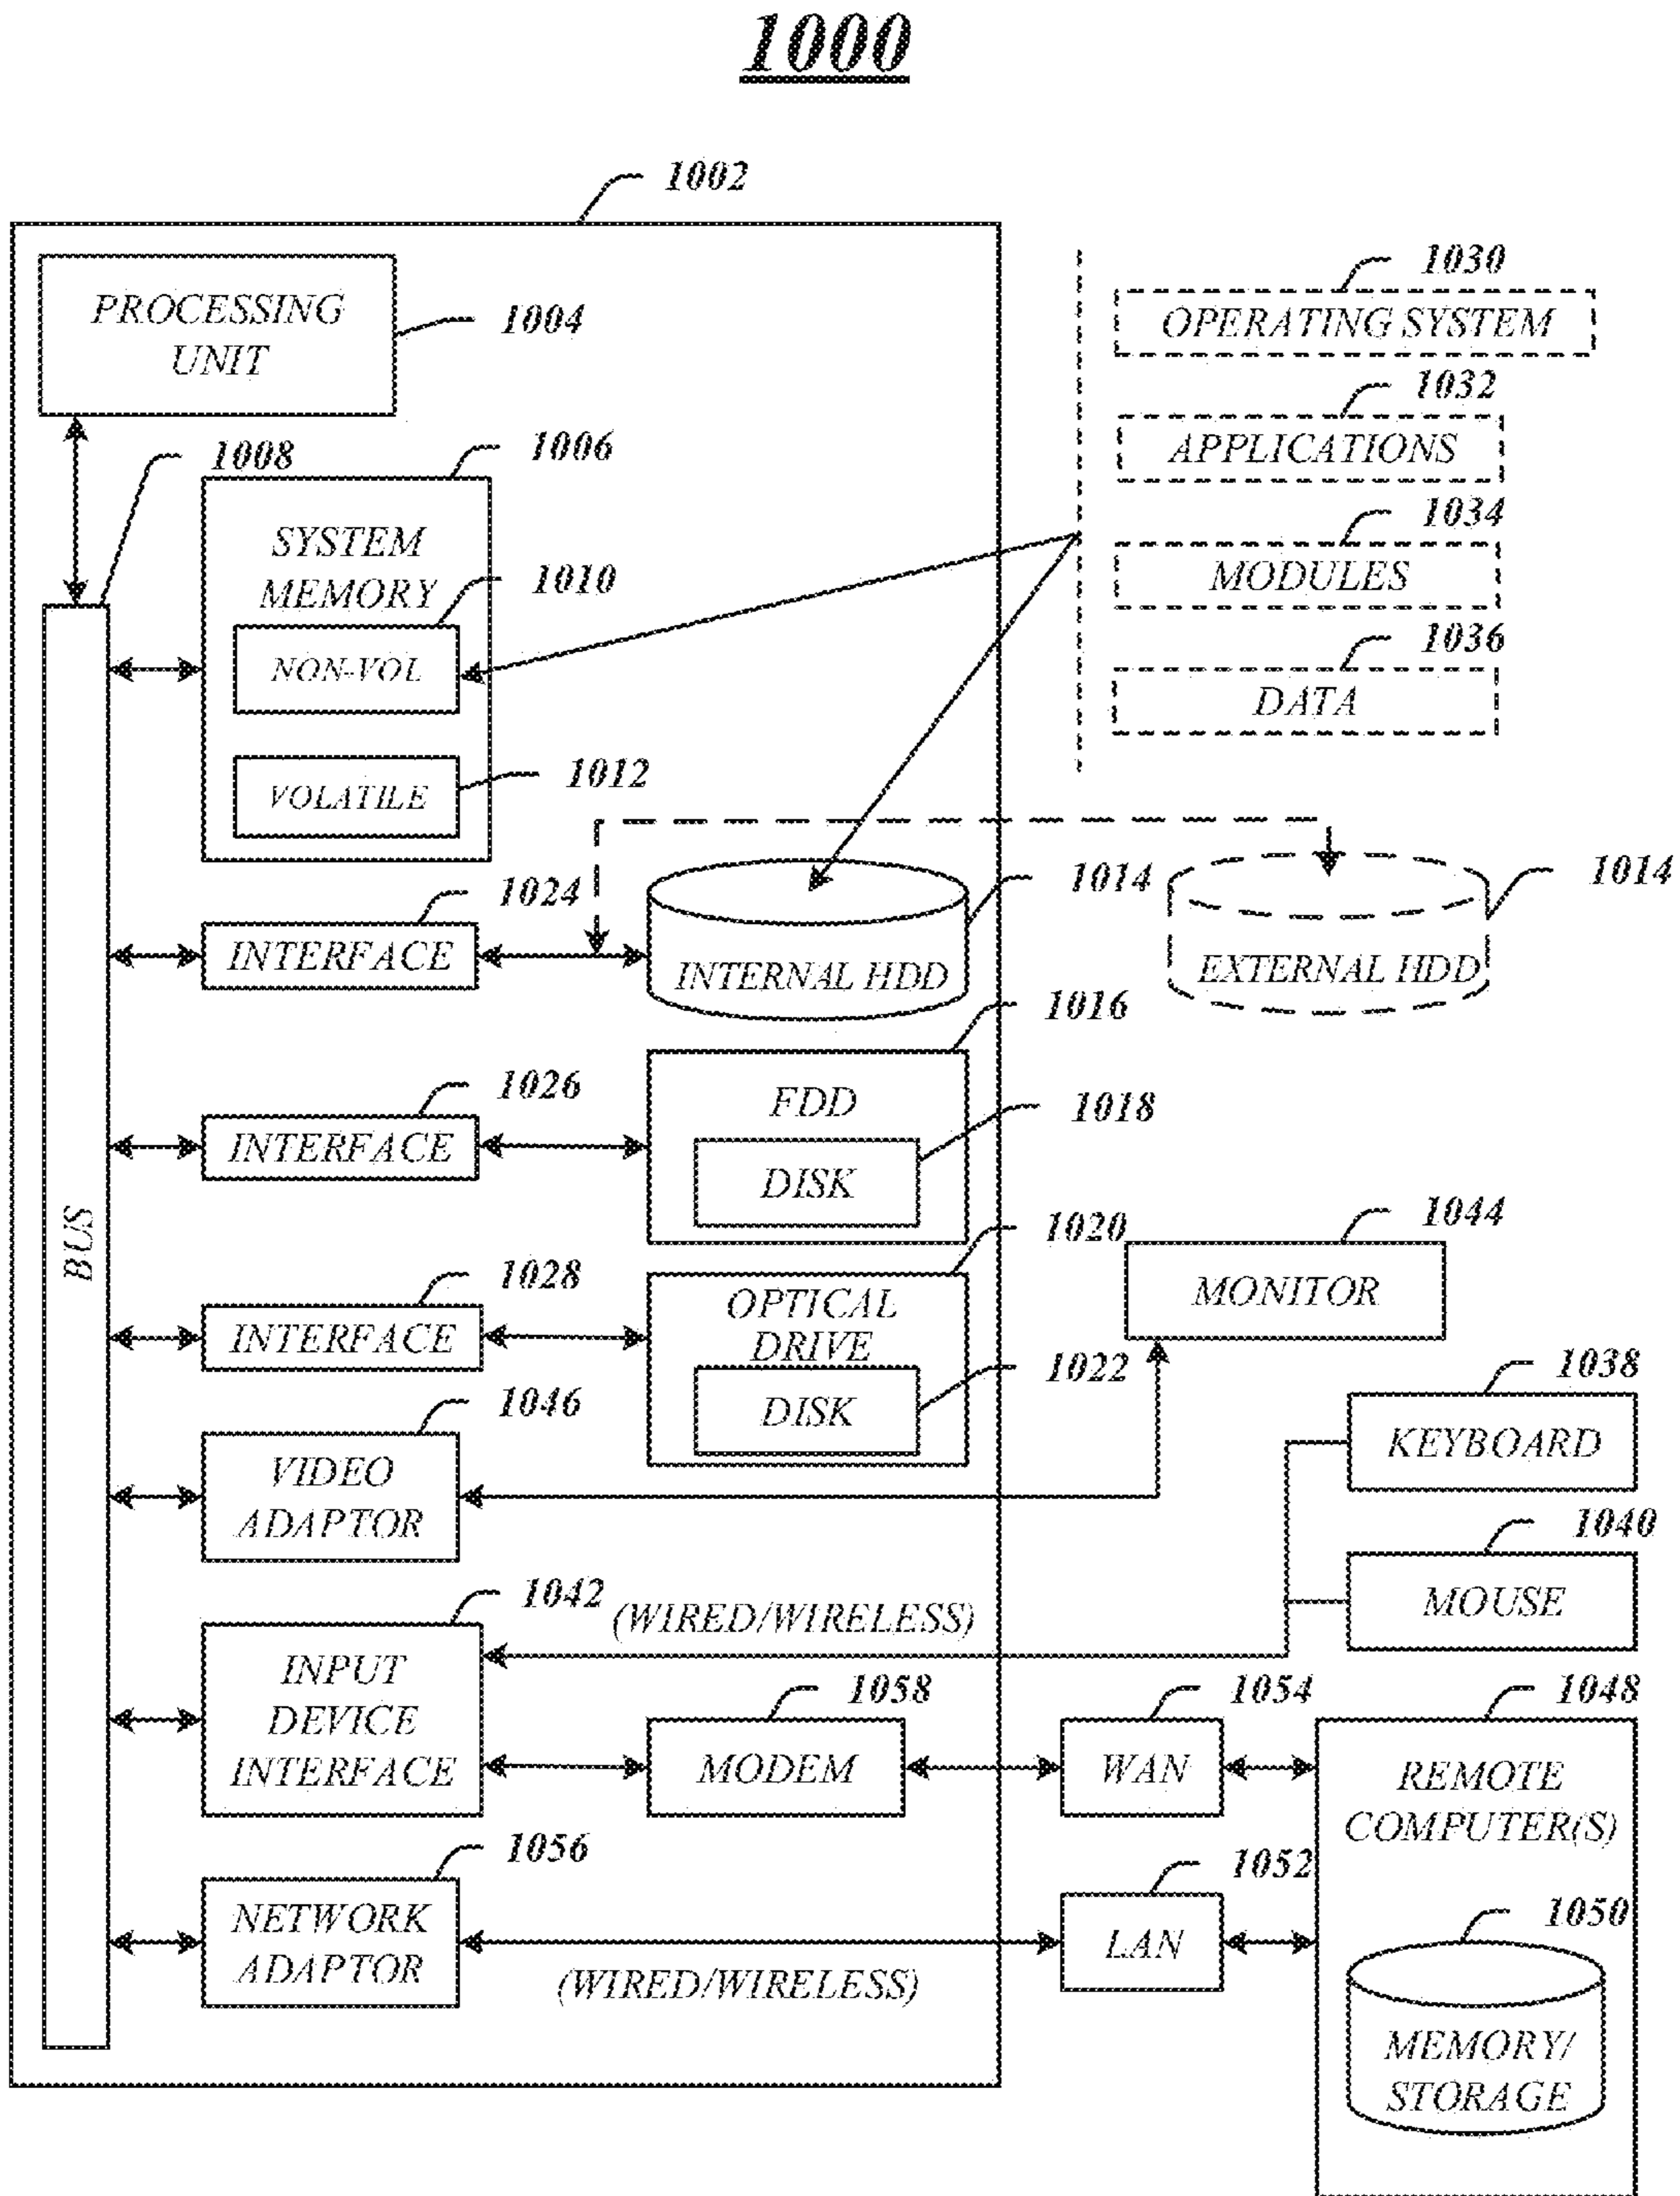 1000
1002
PROCESSING
UNIT
1004
1030
OPERATING SYSTEM
1032
APPLICATIONS
1034
MODULES
1036
DATA
1008
1006
SYSTEM
MEMORY
1010
NON-VOL
1012
VOLATILE
BUS
1024
INTERFACE
1014
INTERNAL HDD
1014
EXTERNAL HDD
1026
INTERFACE
1016
FDD
1018
DISK
1028
INTERFACE
1020
OPTICAL
DRIVE
1022
DISK
1044
MONITOR
1046
VIDEO
ADAPTOR
1038
KEYBOARD
1040
MOUSE
1042
INPUT
DEVICE
INTERFACE
(WIRED/WIRELESS)
1058
MODEM
1054
WAN
1048
REMOTE
COMPUTER(S)
1056
NETWORK
ADAPTOR
(WIRED/WIRELESS)
1052
LAN
1050
MEMORY/
STORAGE